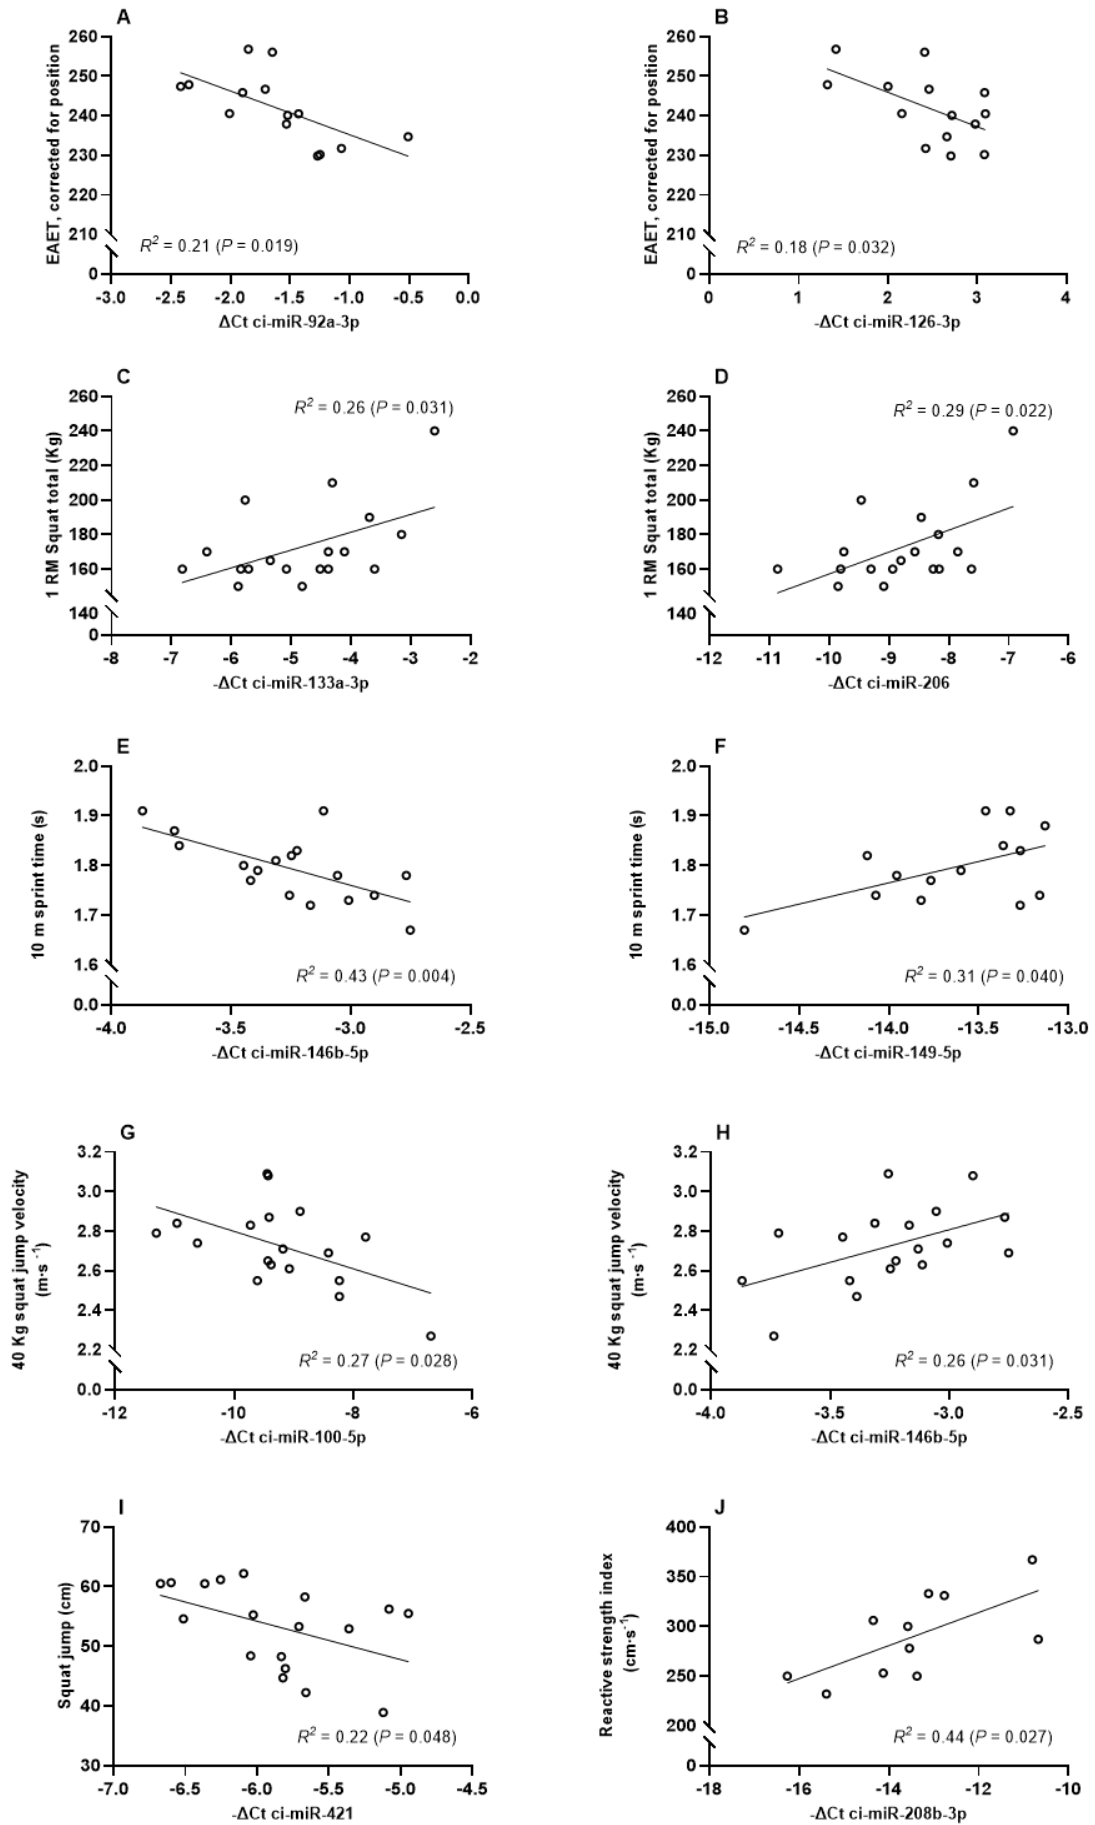 A
EAET, corrected for position
260
250
240
230
220
210
0
R² = 0.21 (P = 0.019)
-3.0 -2.5 -2.0 -1.5 -1.0 -0.5 0.0
ΔCt ci-miR-92a-3p
B
EAET, corrected for position
260
250
240
230
220
210
0
R² = 0.18 (P = 0.032)
0 1 2 3 4
-ΔCt ci-miR-126-3p
C
1 RM Squat total (Kg)
260
240
220
200
180
160
140
0
R² = 0.26 (P = 0.031)
-8 -7 -6 -5 -4 -3 -2
-ΔCt ci-miR-133a-3p
D
1 RM Squat total (Kg)
260
240
220
200
180
160
140
R² = 0.29 (P = 0.022)
-12 -11 -10 -9 -8 -7 -6
-ΔCt ci-miR-206
E
10 m sprint time (s)
2.0
1.9
1.8
1.7
1.6
0.0
R² = 0.43 (P = 0.004)
-4.0 -3.5 -3.0 -2.5
-ΔCt ci-miR-146b-5p
F
10 m sprint time (s)
2.0
1.9
1.8
1.7
1.6
0.0
R² = 0.31 (P = 0.040)
-15.0 -14.5 -14.0 -13.5 -13.0
-ΔCt ci-miR-149-5p
G
40 Kg squat jump velocity
(m·s ⁻¹)
3.2
3.0
2.8
2.6
2.4
2.2
0.0
R² = 0.27 (P = 0.028)
-12 -10 -8 -6
-ΔCt ci-miR-100-5p
H
40 Kg squat jump velocity
(m·s ⁻¹)
3.2
3.0
2.8
2.6
2.4
2.2
0.0
R² = 0.26 (P = 0.031)
-4.0 -3.5 -3.0 -2.5
-ΔCt ci-miR-146b-5p
I
Squat jump (cm)
70
60
50
40
30
R² = 0.22 (P = 0.048)
-7.0 -6.5 -6.0 -5.5 -5.0 -4.5
-ΔCt ci-miR-421
J
Reactive strength index
(cm·s⁻¹)
400
350
300
250
200
0
R² = 0.44 (P = 0.027)
-18 -16 -14 -12 -10
-ΔCt ci-miR-208b-3p